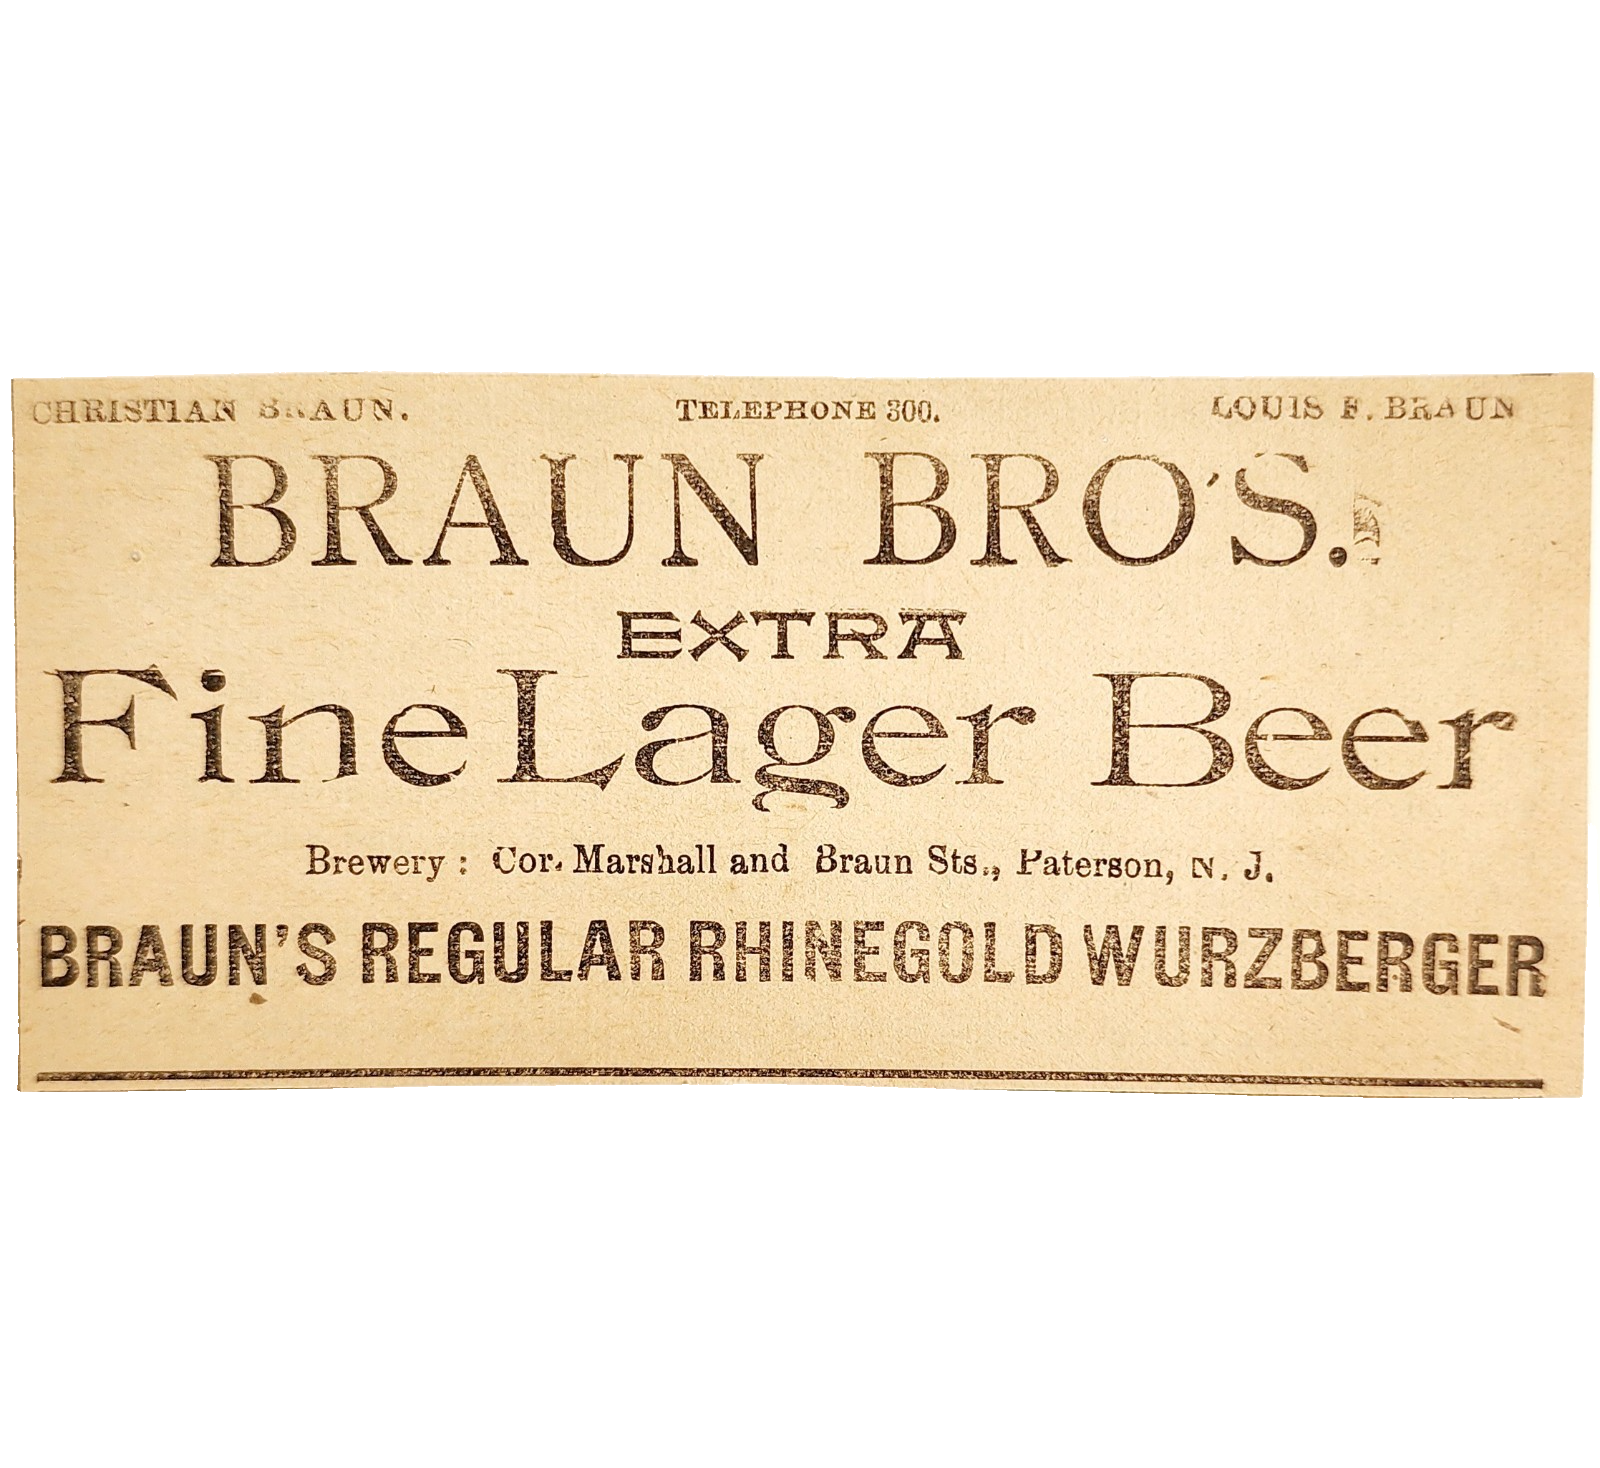 CHRISTIAN BRAUN. TELEPHONE 300. LOUIS F. BRAUN
BRAUN BRO'S.
EXTRA
Fine Lager Beer
Brewery : Cor. Marshall and Braun Sts., Paterson, N. J.
BRAUN'S REGULAR RHINEGOLD WURZBERGER